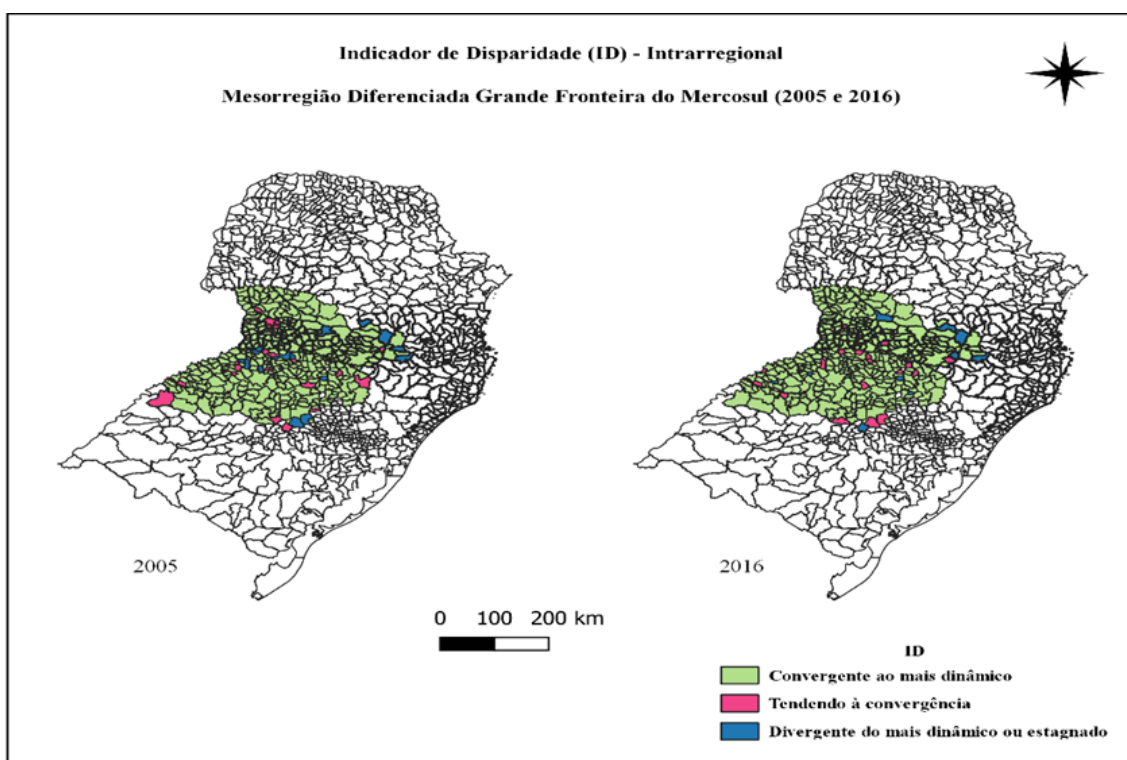 Indicador de Disparidade (ID) - Intrarregional
Mesorregião Diferenciada Grande Fronteira do Mercosul (2005 e 2016)
2005
2016
0 100 200 km
ID
Convergente ao mais dinâmico
Tendendo à convergência
Divergente do mais dinâmico ou estagnado